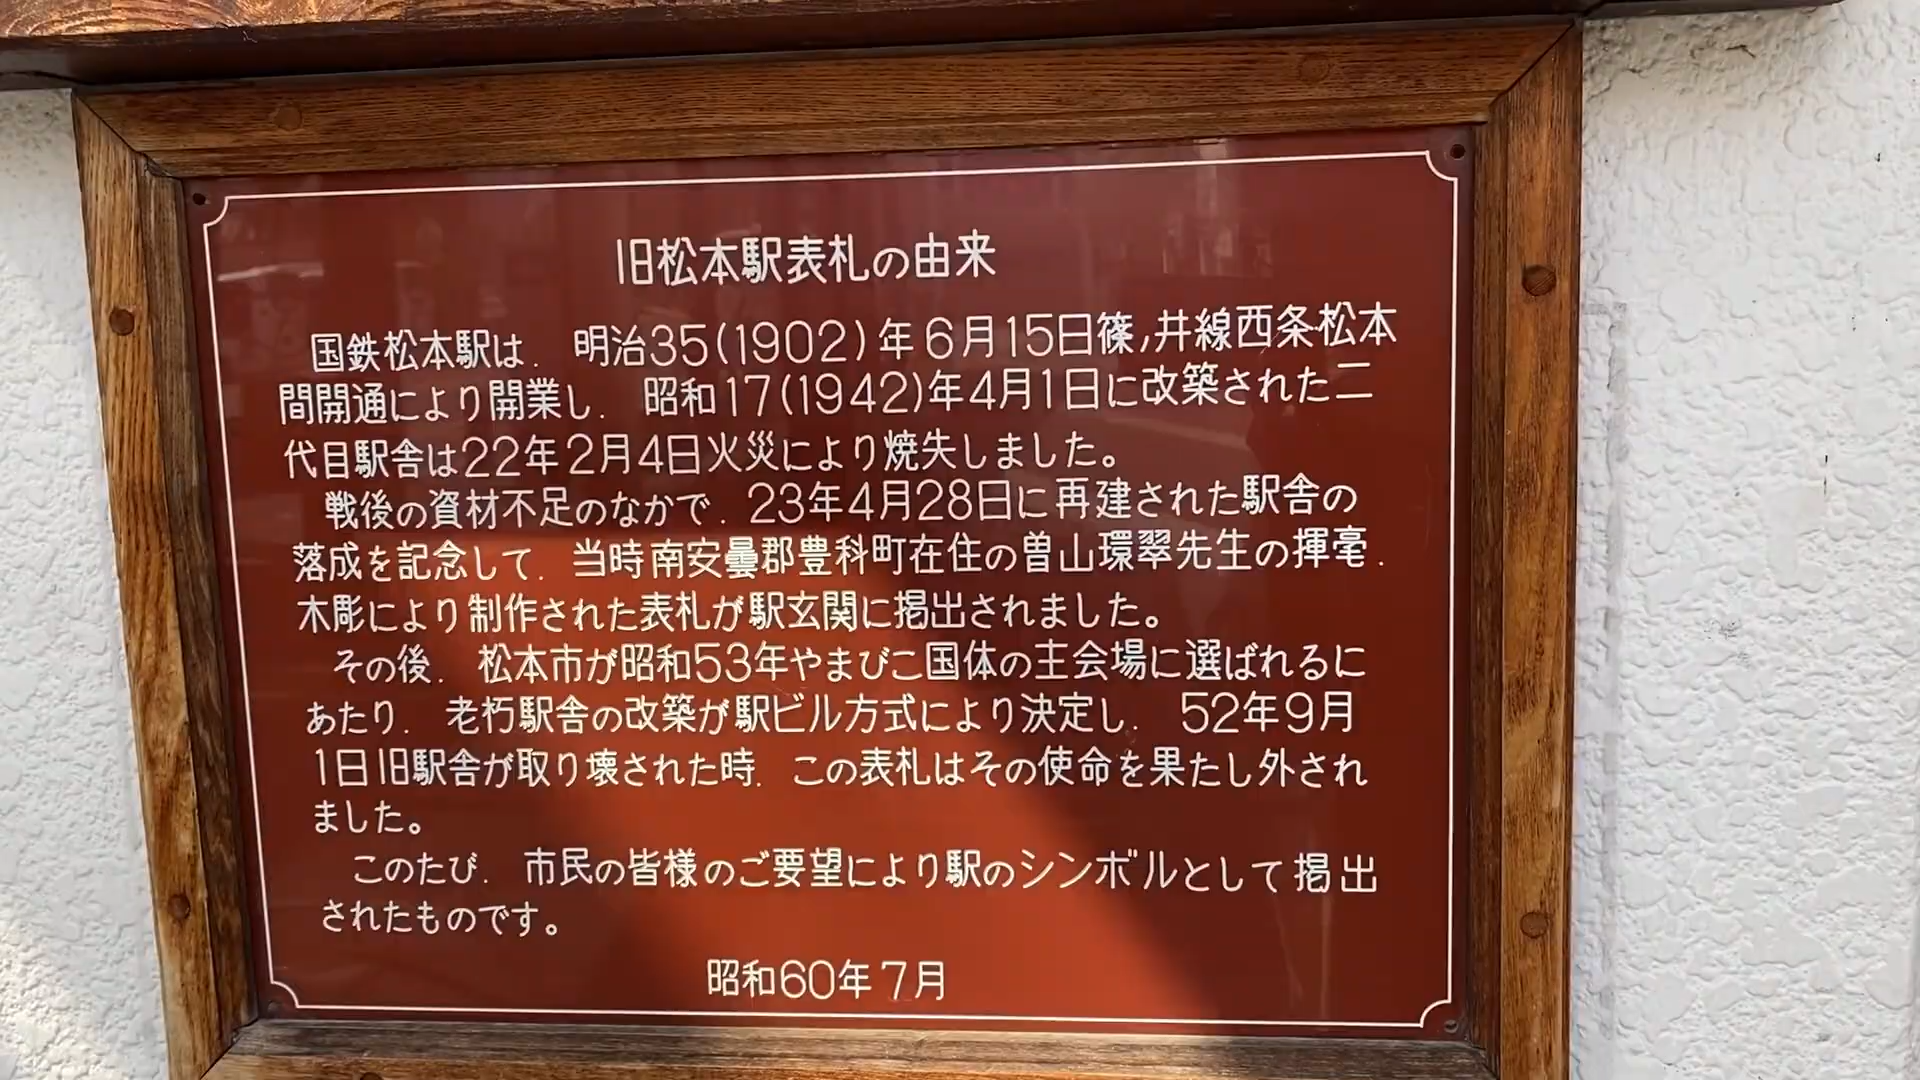 旧松本駅表札の由来
国鉄松本駅は. 明治35(1902)年6月15日篠ノ井線西条松本
間開通により開業し. 昭和17(1942)年4月1日に改築された二
代目駅舎は22年2月4日火災により焼失しました。
戦後の資材不足のなかで. 23年4月28日に再建された駅舎の
落成を記念して. 当時南安曇郡豊科町在住の曽山環翠先生の揮毫.
木彫により制作された表札が駅玄関に掲出されました。
その後. 松本市が昭和53年やまびこ国体の主会場に選ばれるに
あたり. 老朽駅舎の改築が駅ビル方式により決定し. 52年9月
1日旧駅舎が取り壊された時. この表札はその使命を果たし外され
ました。
このたび. 市民の皆様のご要望により駅のシンボルとして掲出
されたものです。
昭和60年7月